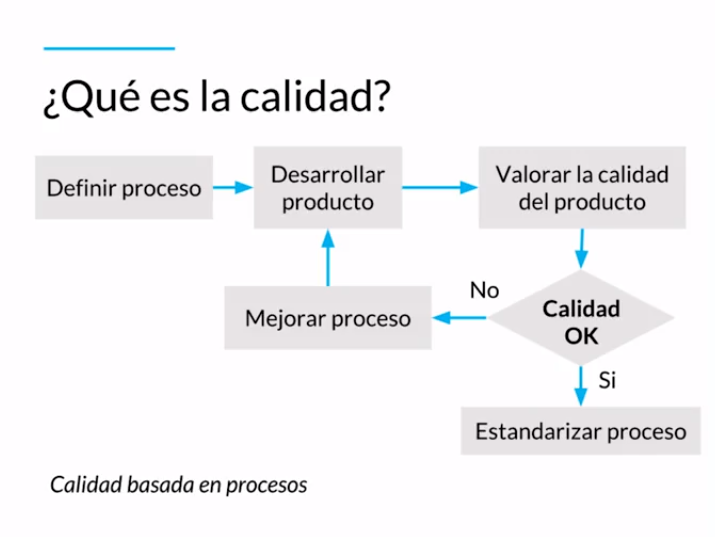 ¿Qué es la calidad?
Definir proceso
Desarrollar
producto
Valorar la calidad
del producto
Mejorar proceso
No
Calidad
OK
Si
Estandarizar proceso
Calidad basada en procesos